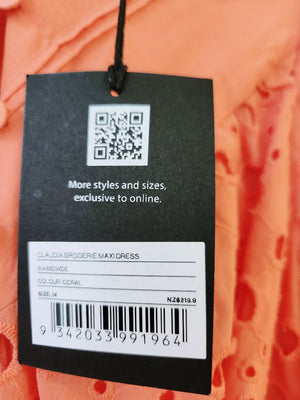 More styles and sizes,
exclusive to online.
CLAUDIA BRODERIE MAXI DRESS
COLOUR:CORAL
SIZE:14
9 342033 991964